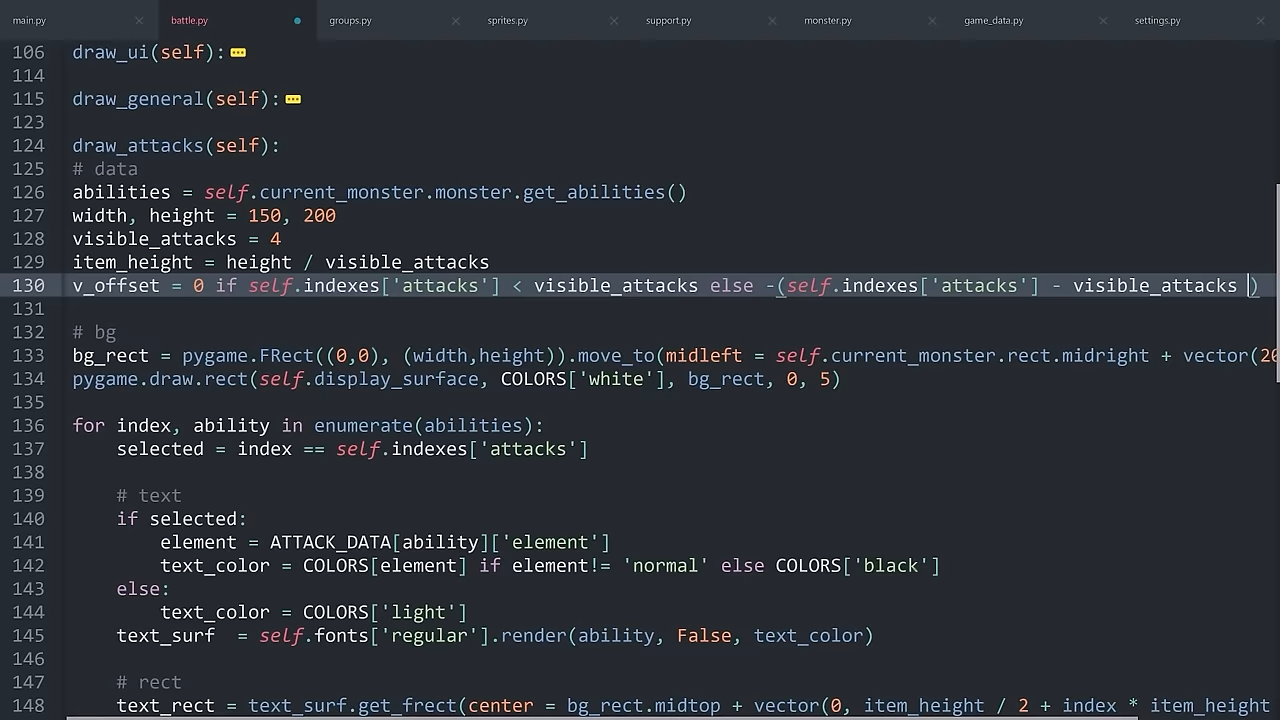 main.py battle.py groups.py sprites.py support.py monster.py game_data.py settings.py
106 draw_ui(self):
114
115 draw_general(self):
123
124 draw_attacks(self):
125 # data
126 abilities = self.current_monster.monster.get_abilities()
127 width, height = 150, 200
128 visible_attacks = 4
129 item_height = height / visible_attacks
130 v_offset = 0 if self.indexes['attacks'] < visible_attacks else -(self.indexes['attacks'] - visible_attacks )
131
132 # bg
133 bg_rect = pygame.FRect((0,0), (width,height)).move_to(midleft = self.current_monster.rect.midright + vector(20
134 pygame.draw.rect(self.display_surface, COLORS['white'], bg_rect, 0, 5)
135
136 for index, ability in enumerate(abilities):
137     selected = index == self.indexes['attacks']
138
139     # text
140     if selected:
141         element = ATTACK_DATA[ability]['element']
142         text_color = COLORS[element] if element!= 'normal' else COLORS['black']
143     else:
144         text_color = COLORS['light']
145     text_surf  = self.fonts['regular'].render(ability, False, text_color)
146
147     # rect
148     text_rect = text_surf.get_frect(center = bg_rect.midtop + vector(0, item_height / 2 + index * item_height